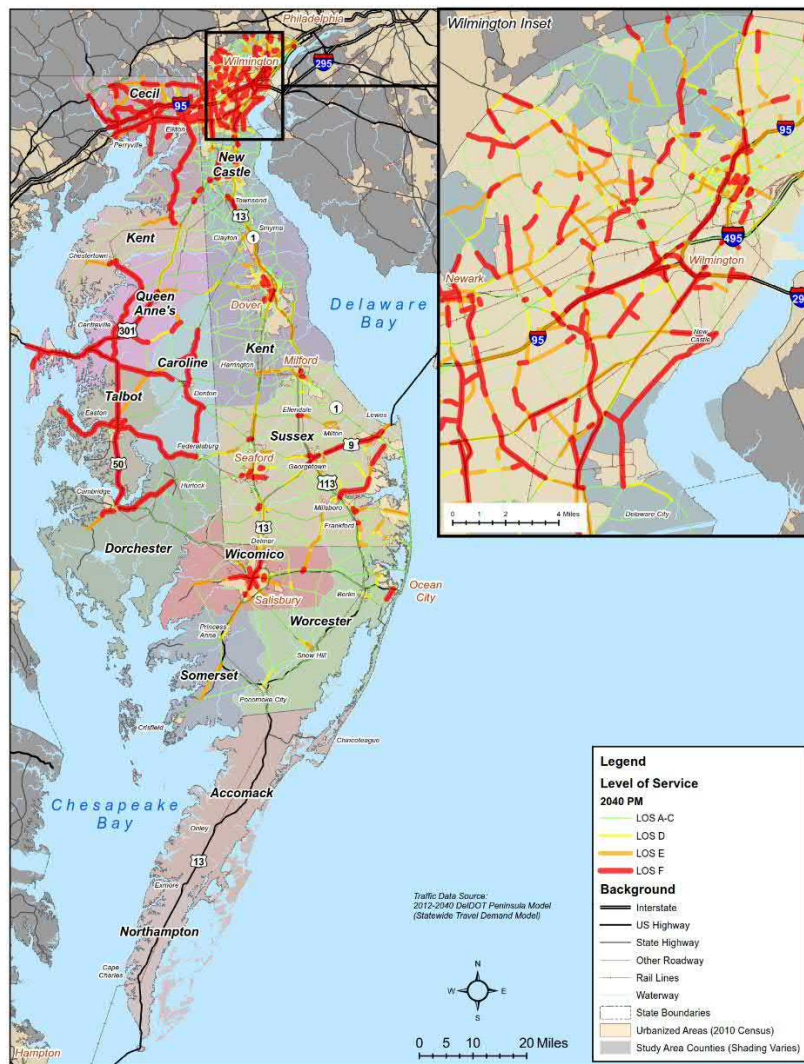 Philadelphia
Wilmington
295
Cecil
95
Elkton
Perryville
New
Castle
Townsend
13
Smyrna
Clayton
1
Kent
Chestertown
Queen
Anne's
Dover
Delaware
Bay
Centreville
301
Kent
Caroline
Milford
Harrington
Talbot
Denton
Ellendale
1
Easton
Milton
Lewes
Sussex
9
Federalsburg
Seaford
Georgetown
50
113
Hurlock
Cambridge
Millsboro
13
Frankford
Dorchester
Delmar
Wicomico
Ocean
City
Salisbury
Berlin
Princess
Anne
Worcester
Snow Hill
Somerset
Pocomoke City
Crisfield
Chincoteague
Accomack
Chesapeake
Bay
Onley
13
Exmore
Northampton
Cape
Charles
Hampton
Traffic Data Source:
2012-2040 DelDOT Peninsula Model
(Statewide Travel Demand Model)
N
W E
S
0 5 10 20 Miles
Wilmington Inset
95
495
Wilmington
Newark
29
New
Castle
95
Delaware City
0 1 2 4 Miles
Legend
Level of Service
2040 PM
LOS A-C
LOS D
LOS E
LOS F
Background
Interstate
US Highway
State Highway
Other Roadway
Rail Lines
Waterway
State Boundaries
Urbanized Areas (2010 Census)
Study Area Counties (Shading Varies)